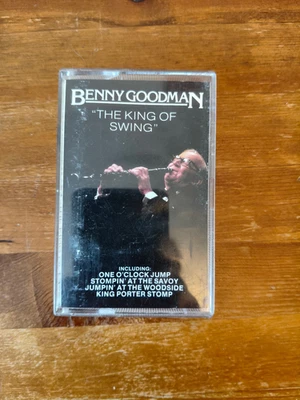 BENNY GOODMAN
"THE KING OF
SWING"
INCLUDING:
ONE O'CLOCK JUMP
STOMPIN' AT THE SAVOY
JUMPIN' AT THE WOODSIDE
KING PORTER STOMP